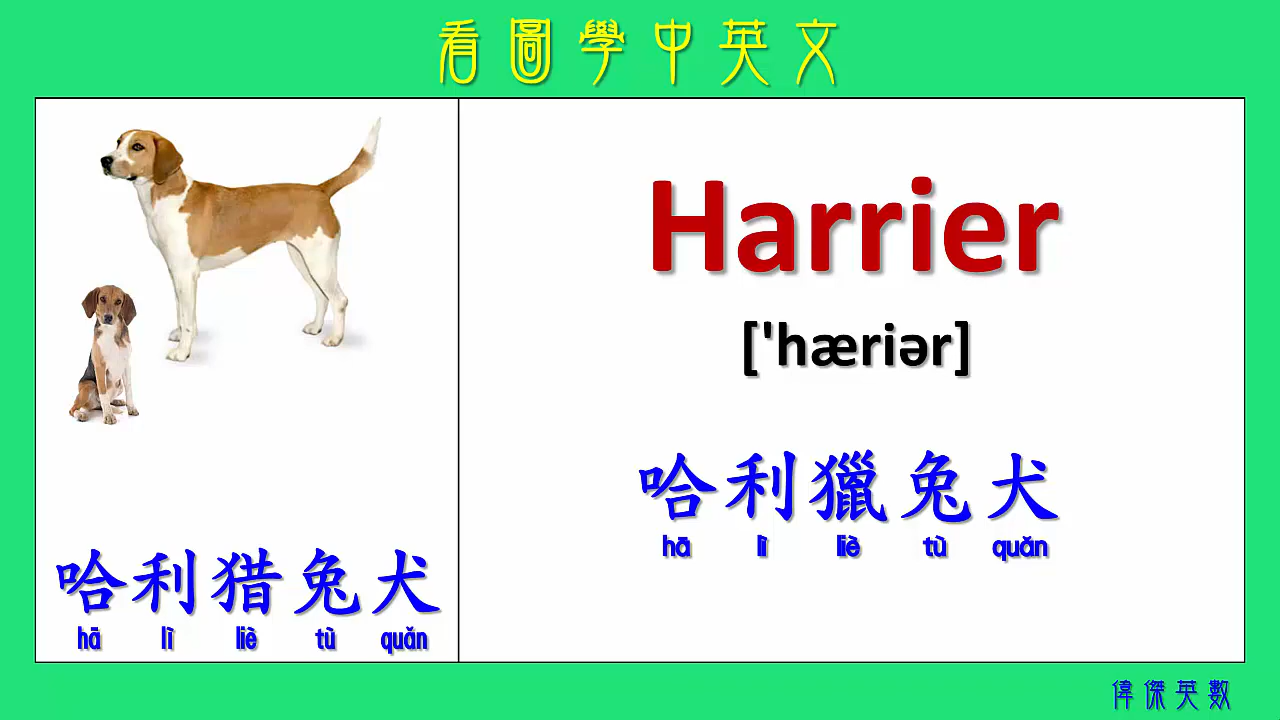 看圖學中英文
Harrier
['hæriər]
哈利獵兔犬
hā lì liè tù quǎn
哈利猎兔犬
hā lì liè tù quǎn
偉傑英數